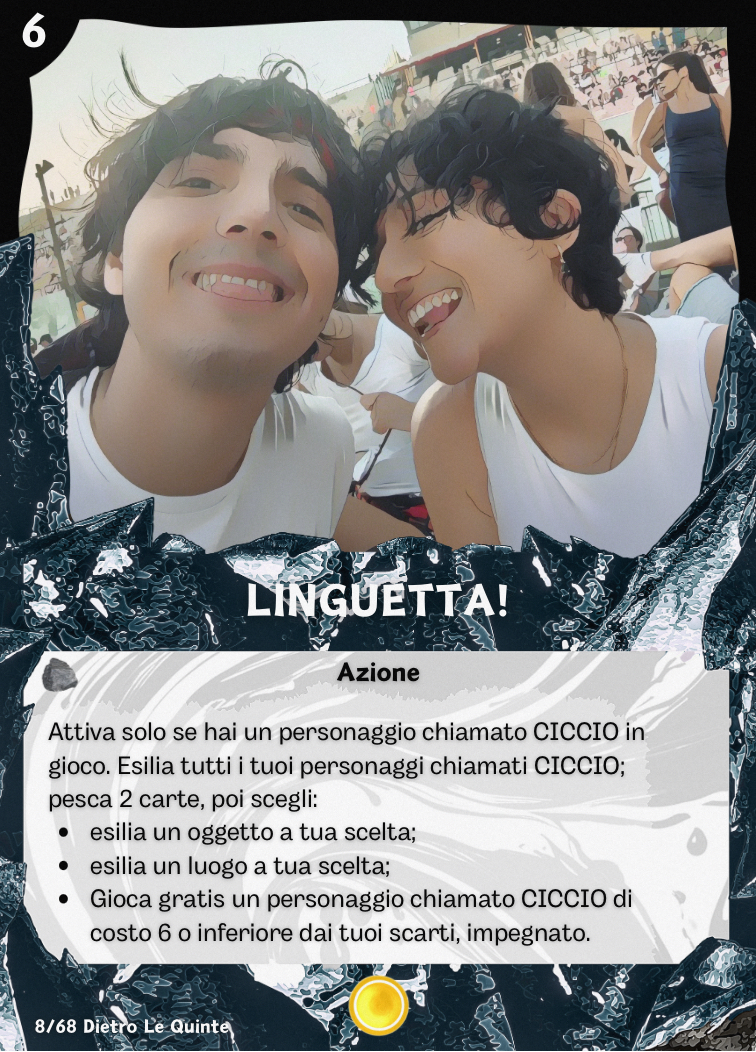 6
LINGUETTA!
Azione
Attiva solo se hai un personaggio chiamato CICCIO in
gioco. Esilia tutti i tuoi personaggi chiamati CICCIO;
pesca 2 carte, poi scegli:
• esilia un oggetto a tua scelta;
• esilia un luogo a tua scelta;
• Gioca gratis un personaggio chiamato CICCIO di
costo 6 o inferiore dai tuoi scarti, impegnato.
8/68 Dietro Le Quinte